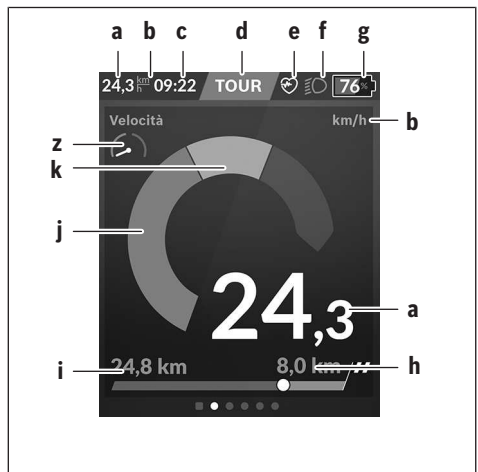 a b c d e f g
24,3 km/h 09:22 TOUR 76%
Velocità km/h b
z
k
j
24,3 a
i 24,8 km 8,0 km h